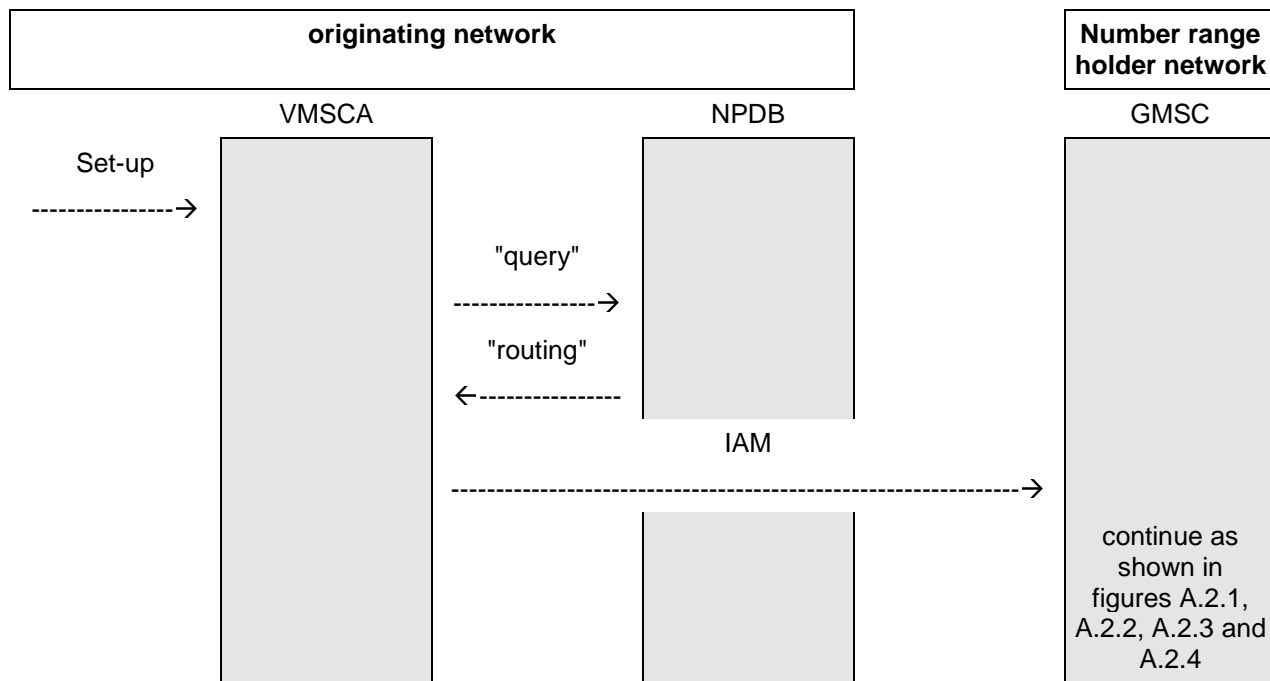 originating network
Number range
holder network
VMSCA
NPDB
GMSC
Set-up
"query"
"routing"
IAM
continue as
shown in
figures A.2.1,
A.2.2, A.2.3 and
A.2.4